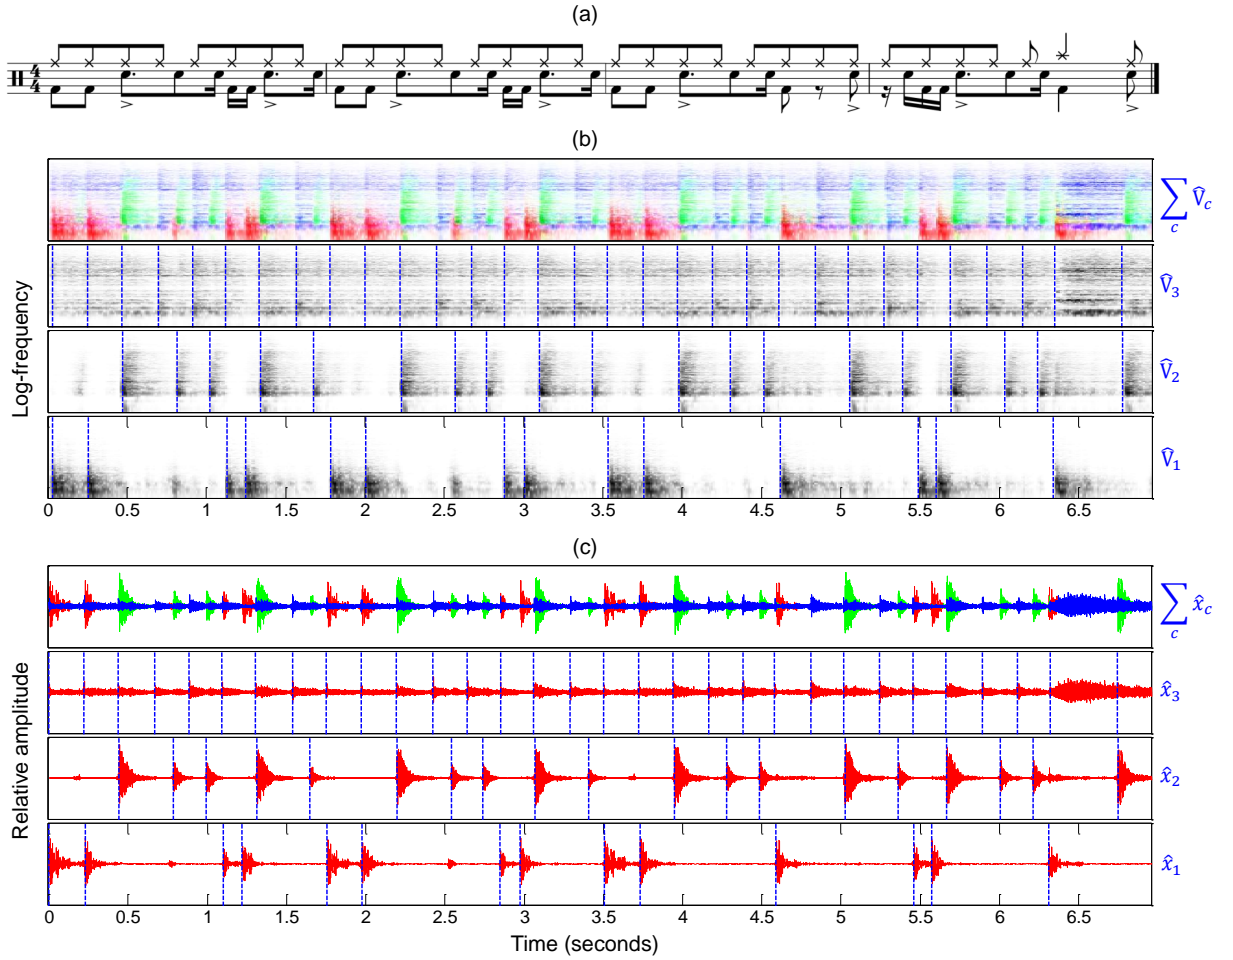 (a)
4
4
(b)
Log-frequency
∑ V̂c
c
V̂3
V̂2
V̂1
0 0.5 1 1.5 2 2.5 3 3.5 4 4.5 5 5.5 6 6.5
(c)
Relative amplitude
∑ x̂c
c
x̂3
x̂2
x̂1
0 0.5 1 1.5 2 2.5 3 3.5 4 4.5 5 5.5 6 6.5
Time (seconds)